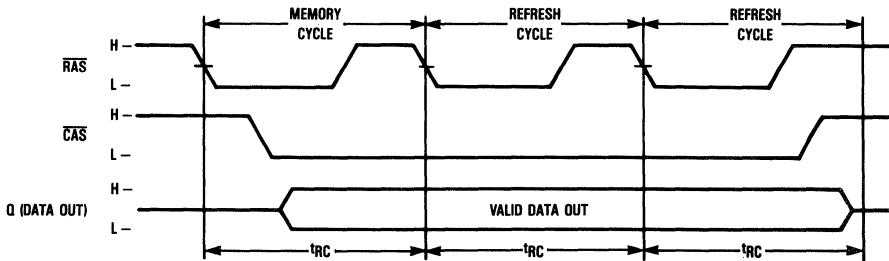 MEMORY CYCLE
REFRESH CYCLE
REFRESH CYCLE
RAS
H –
L –
CAS
H –
L –
Q (DATA OUT)
H –
L –
VALID DATA OUT
tRC
tRC
tRC